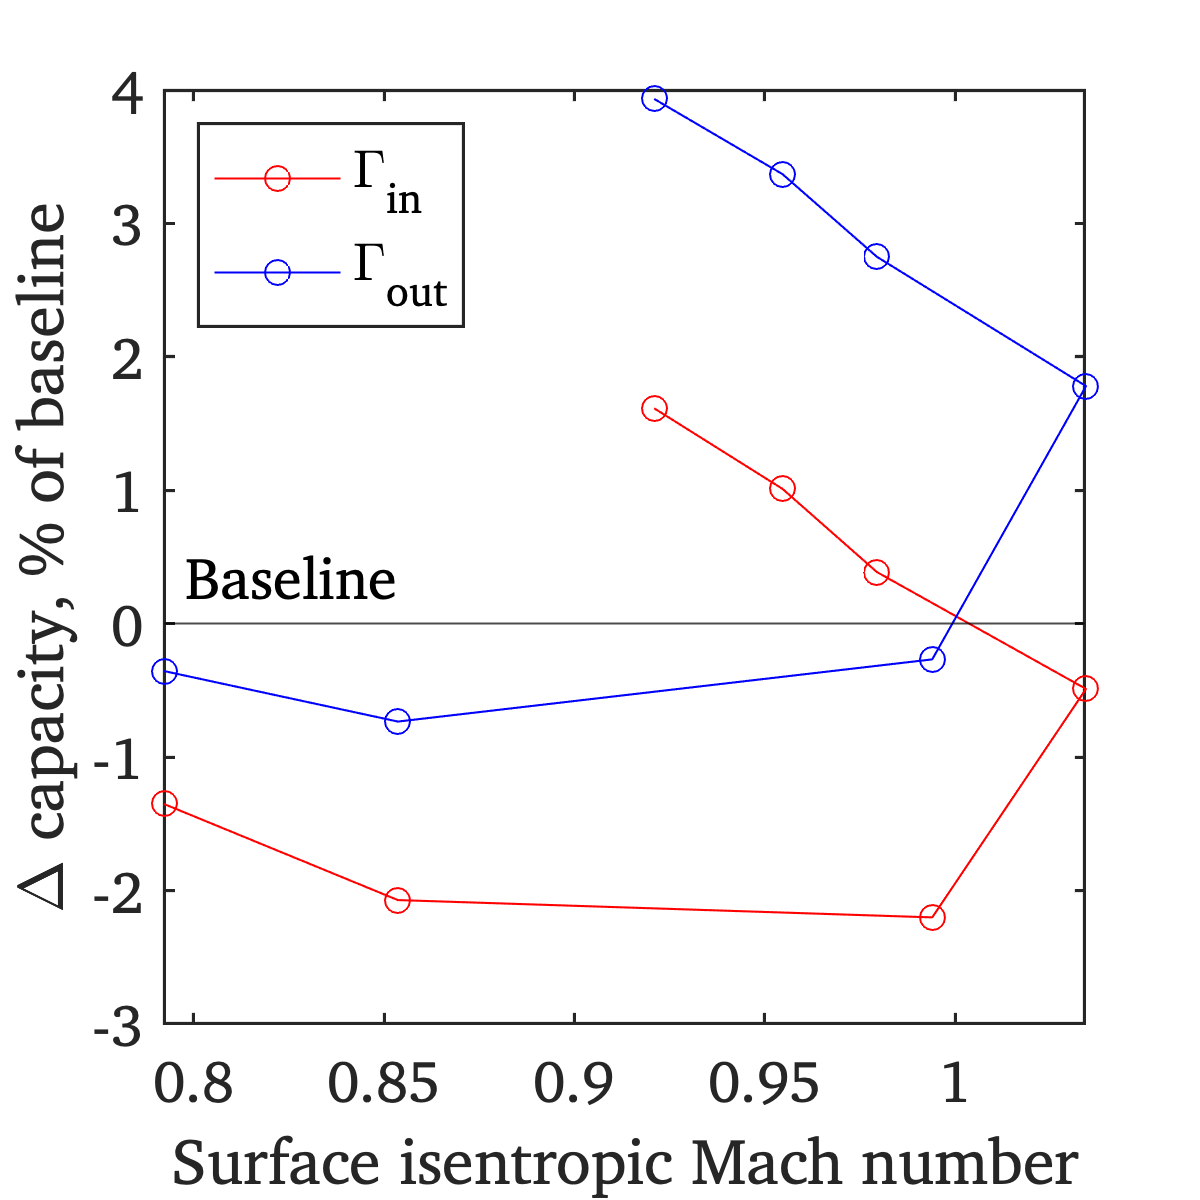 4
3
2
1
0
-1
-2
-3
Δ capacity, % of baseline
Γin
Γout
Baseline
0.8 0.85 0.9 0.95 1
Surface isentropic Mach number